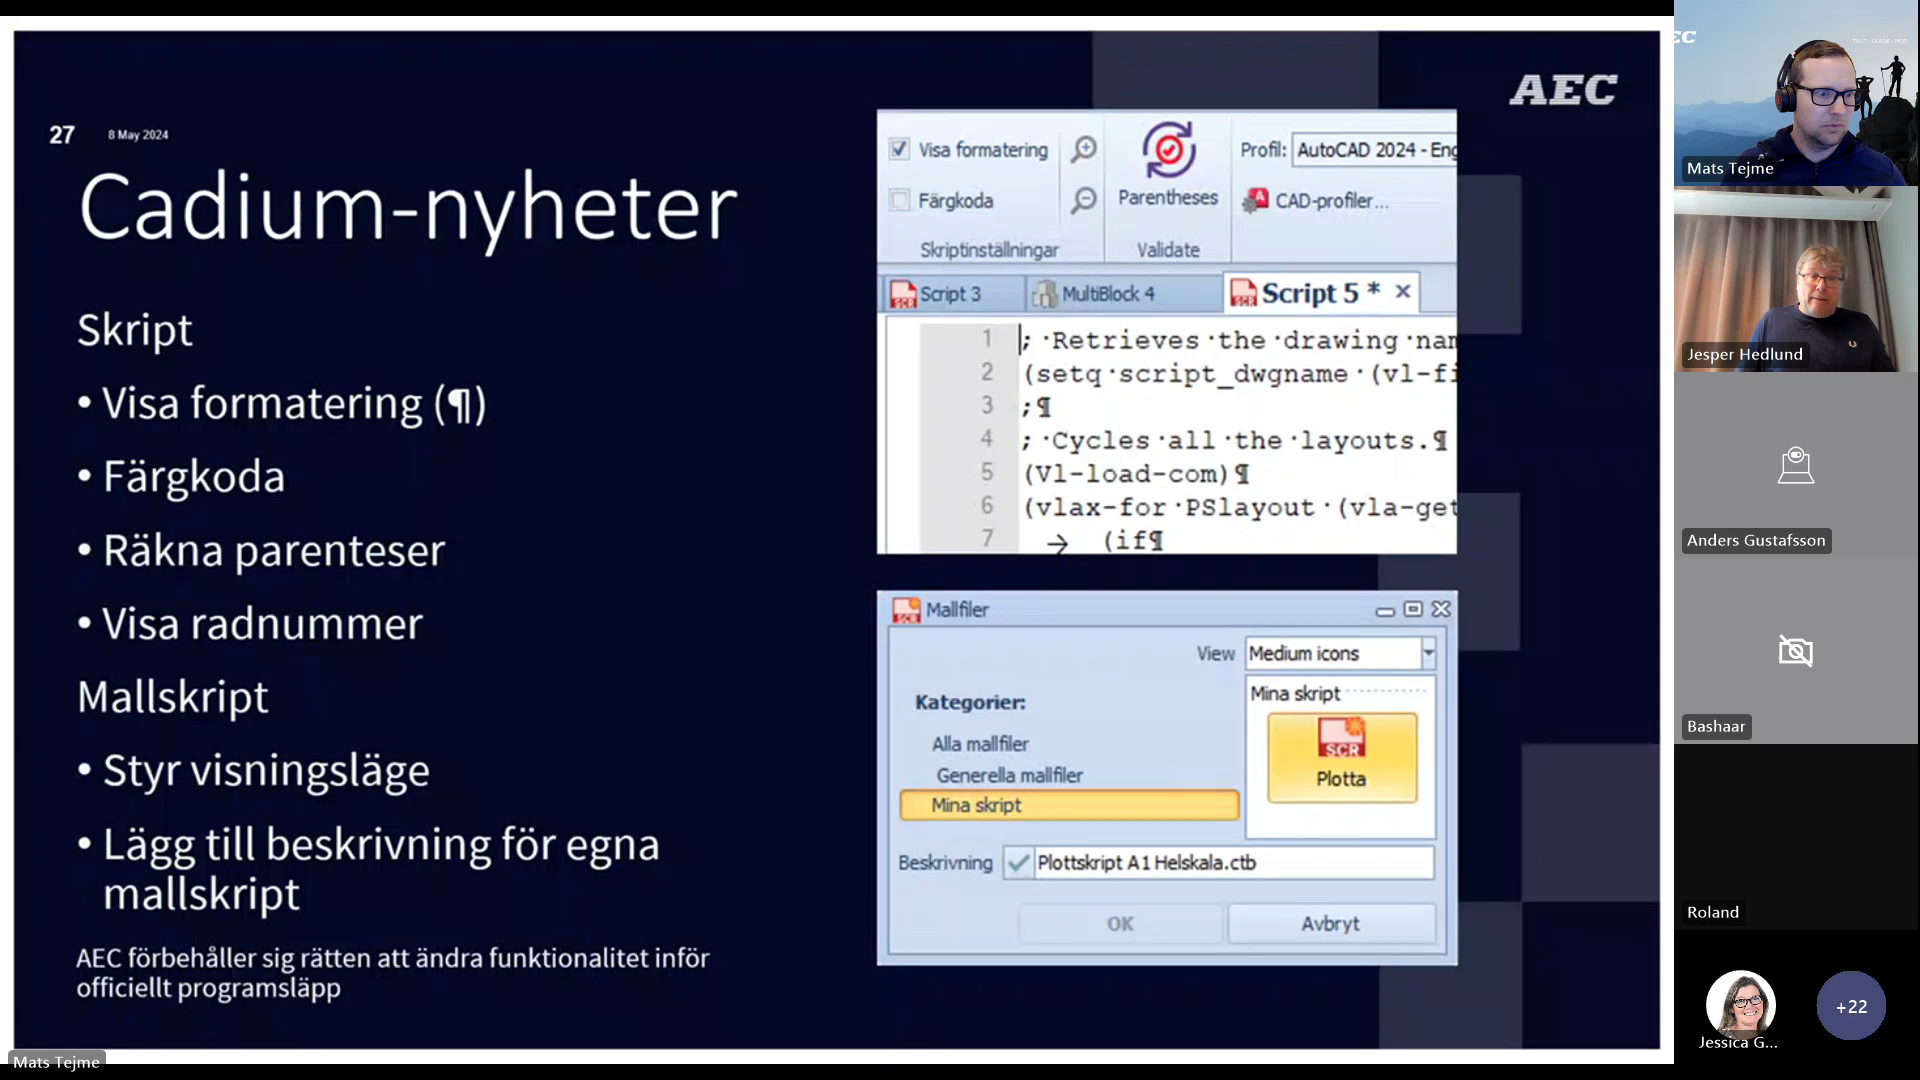 27 8 May 2024
AEC
Cadium-nyheter
Skript
• Visa formatering (¶)
• Färgkoda
• Räkna parenteser
• Visa radnummer
Mallskript
• Styr visningsläge
• Lägg till beskrivning för egna
mallskript
AEC förbehåller sig rätten att ändra funktionalitet inför
officiellt programsläpp
Visa formatering
Färgkoda
Skriptinställningar
Parentheses
Validate
Profil: AutoCAD 2024 - Eng
CAD-profiler...
Script 3 MultiBlock 4 Script 5 *
1 ; ·Retrieves·the·drawing·nam
2 (setq·script_dwgname·(vl-fi
3 ;¶
4 ; ·Cycles·all·the·layouts.¶
5 (Vl-load-com)¶
6 (vlax-for·PSlayout·(vla-get
7 → (if¶
SCR Mallfiler
View Medium icons
Kategorier:
Alla mallfiler
Generella mallfiler
Mina skript
Mina skript
SCR
Plotta
Beskrivning Plottskript A1 Helskala.ctb
OK Avbryt
Mats Tejme
EC
Mats Tejme
Jesper Hedlund
Anders Gustafsson
Bashaar
Roland
Jessica G...
+22